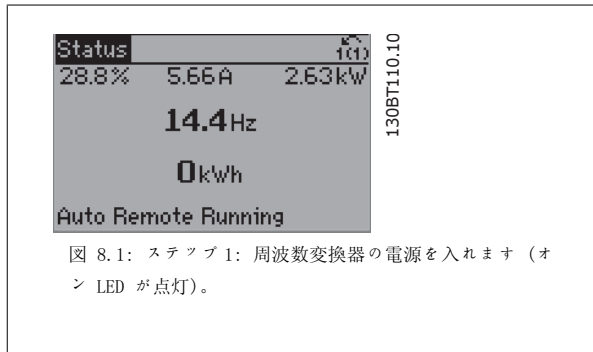 Status 1(1)
28.8% 5.66A 2.63kW
14.4Hz
0kWh
Auto Remote Running
130BT110.10
図 8.1: ステップ1: 周波数変換器の電源を入れます (オ
ン LED が点灯)。